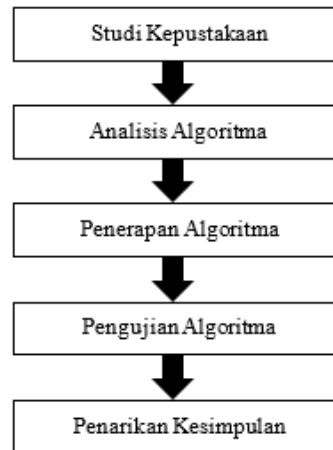 Studi Kepustakaan
Analisis Algoritma
Penerapan Algoritma
Pengujian Algoritma
Penarikan Kesimpulan